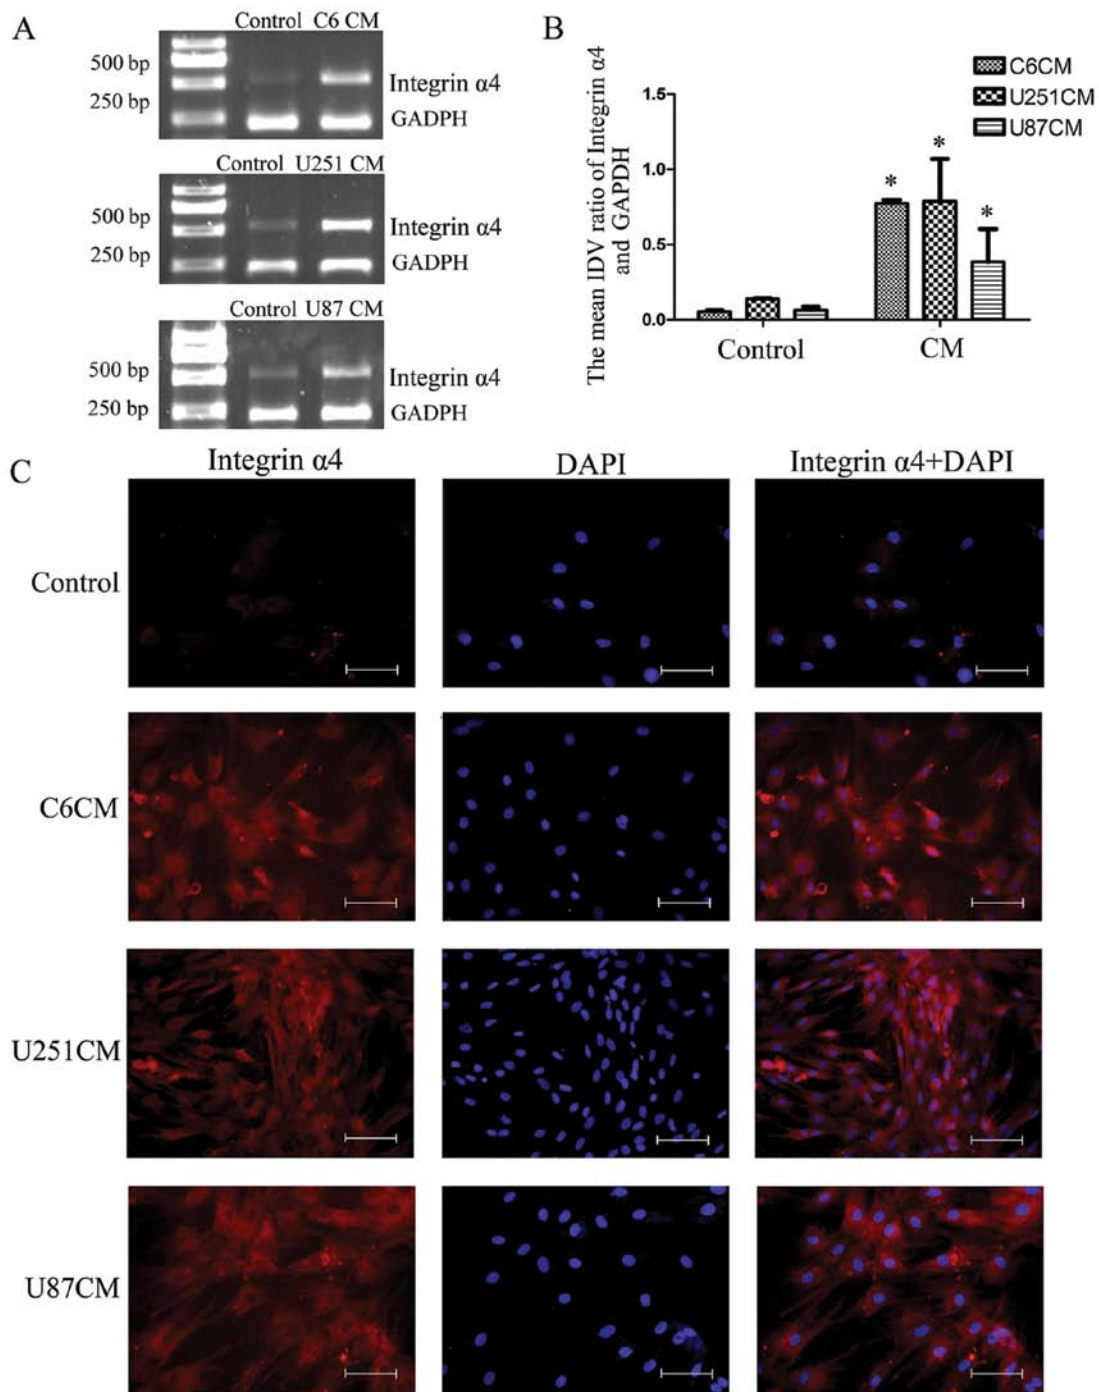 A
Control C6 CM
500 bp
250 bp
Integrin α4
GADPH
Control U251 CM
500 bp
250 bp
Integrin α4
GADPH
Control U87 CM
500 bp
250 bp
Integrin α4
GADPH
B
The mean IDV ratio of Integrin α4
and GAPDH
C6CM
U251CM
U87CM
1.5
1.0
0.5
0.0
* * *
Control CM
C
Integrin α4 DAPI Integrin α4+DAPI
Control
C6CM
U251CM
U87CM